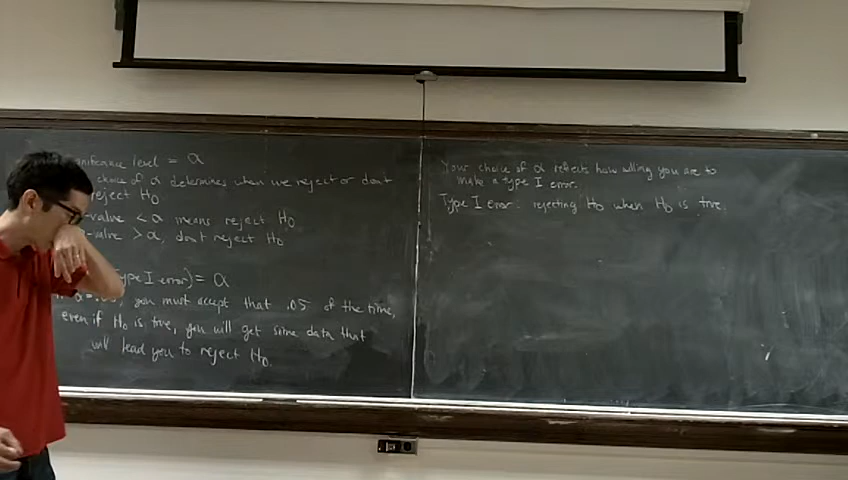 nificance level = α
choice of α determines when we reject or don't
reject H0
-value < α means reject H0
-value > α, don't reject H0
Type I error) = α
you must accept that .05 of the time,
even if H0 is true, you will get some data that
will lead you to reject H0.
Your choice of α reflects how willing you are to
make a type I error.
Type I error: rejecting H0 when H0 is true.